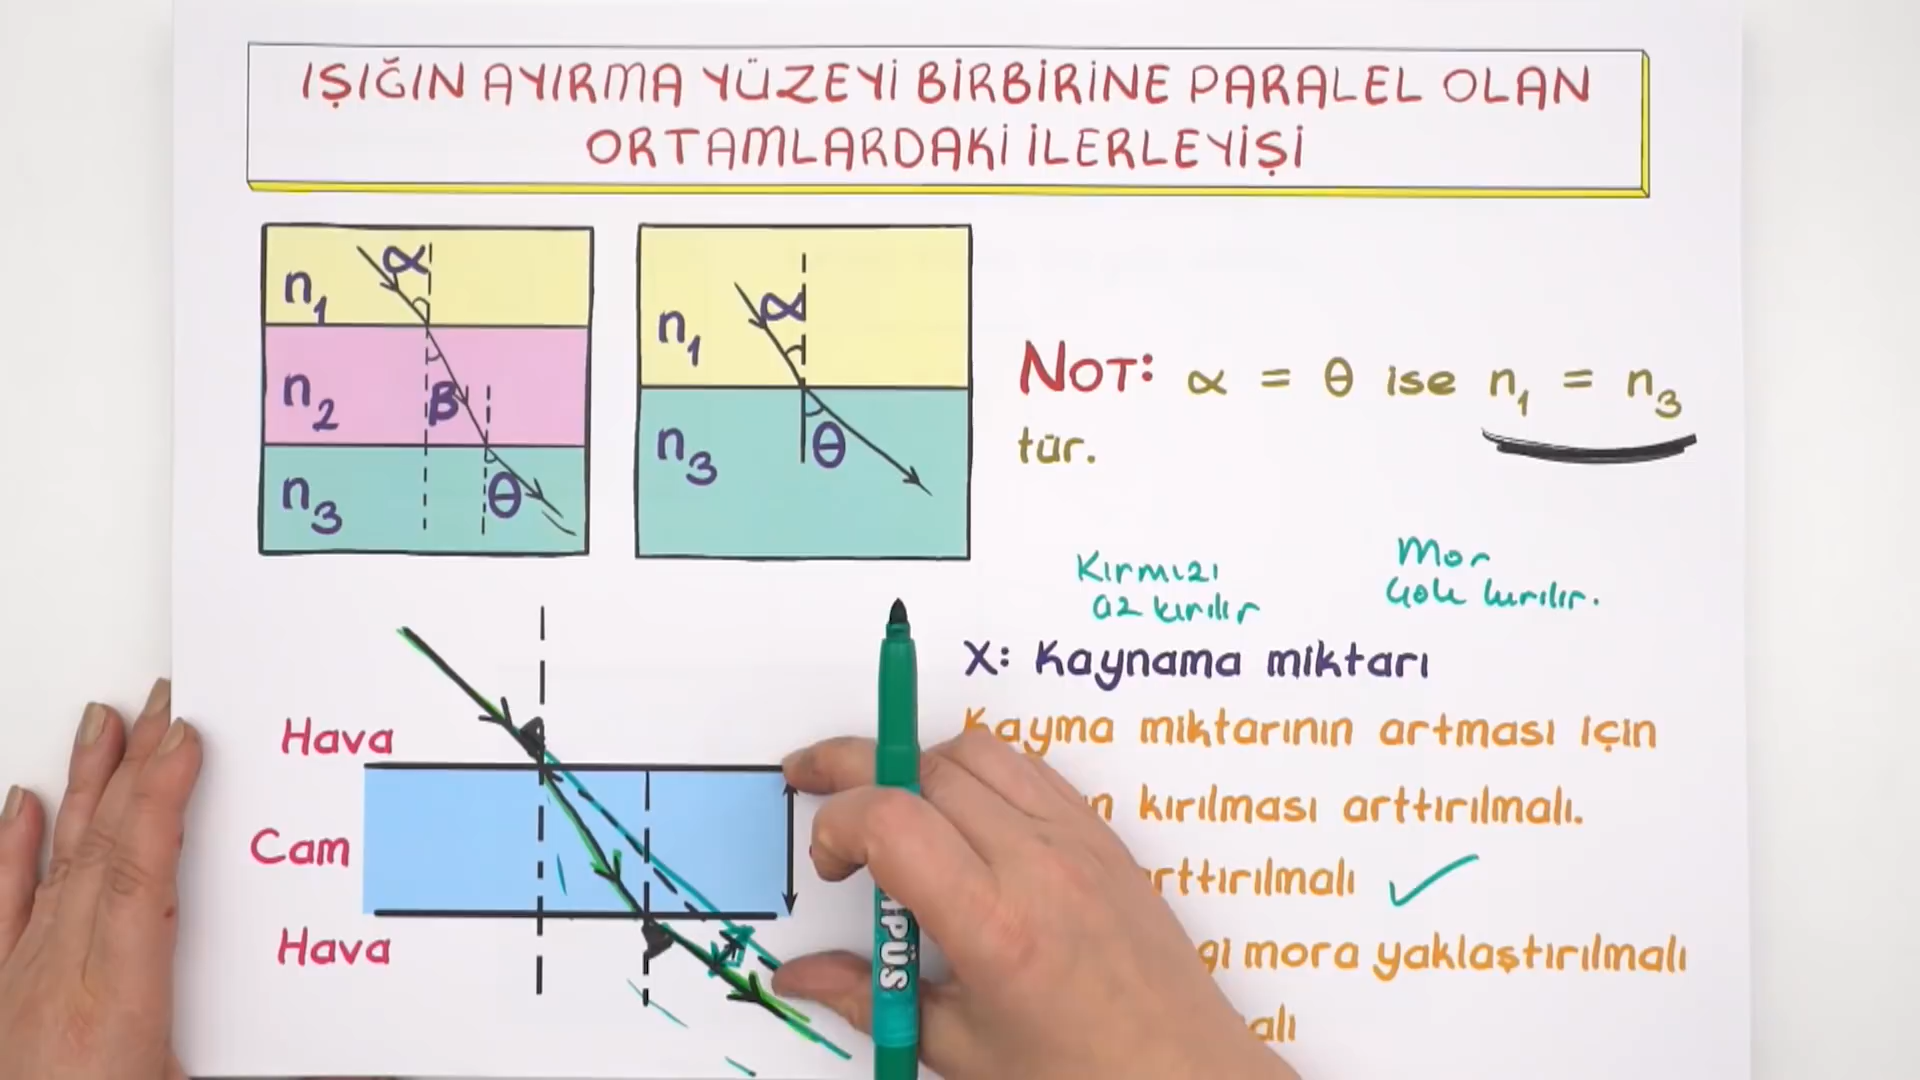 IŞIĞIN AYIRMA YÜZEYİ BİRBİRİNE PARALEL OLAN
ORTAMLARDAKİ İLERLEYİŞİ
α
n1
n2
β
n3
θ
α
n1
n3
θ
NOT: α = θ ise n1 = n3
tür.
Kırmızı
az kırılır
Mor
çok kırılır.
X: Kaynama miktarı
Kayma miktarının artması için
kırılması arttırılmalı.
arttırılmalı
mora yaklaştırılmalı
Hava
Cam
Hava